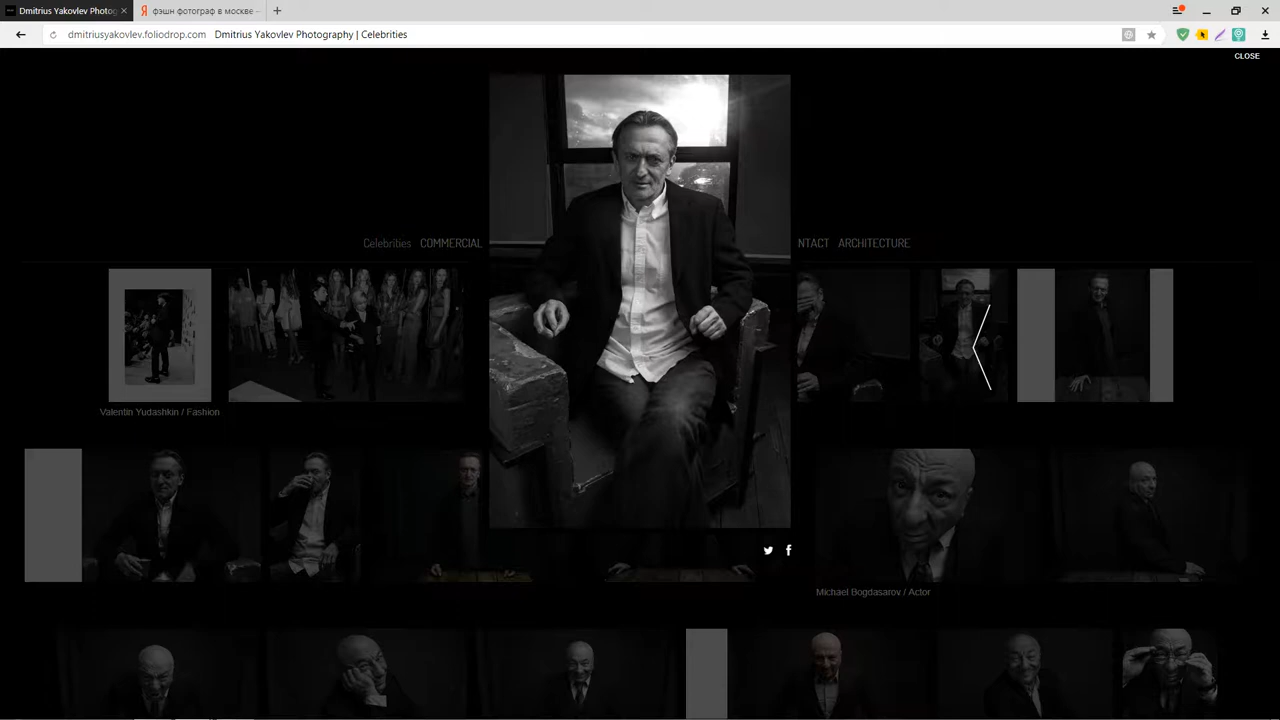 Dmitrius Yakovlev Photog
фэшн фотограф в москве –
dmitriusyakovlev.foliodrop.com Dmitrius Yakovlev Photography | Celebrities
CLOSE
Celebrities COMMERCIAL
NTACT ARCHITECTURE
Valentin Yudashkin / Fashion
Michael Bogdasarov / Actor